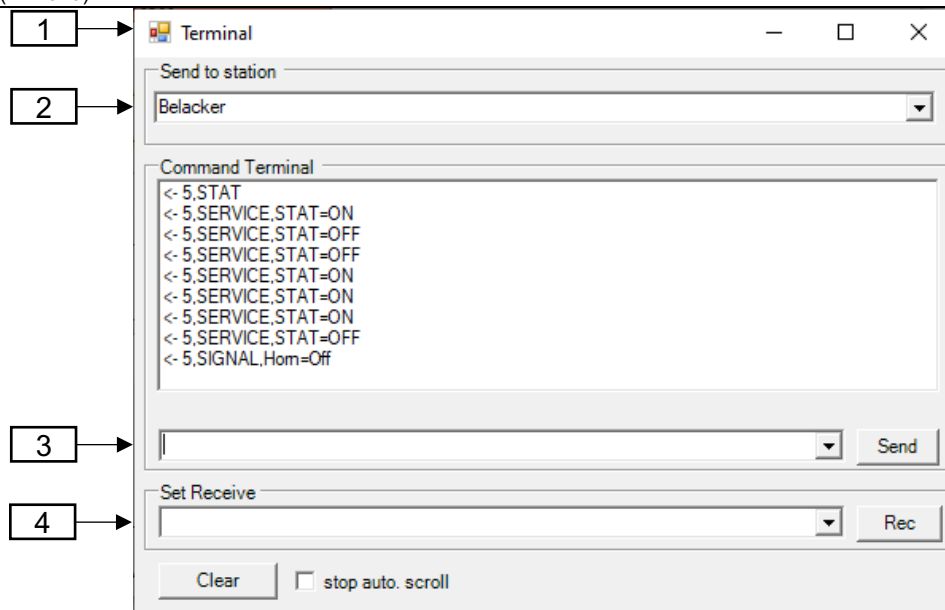 1
Terminal
Send to station
2
Belacker
Command Terminal
<- 5,STAT
<- 5,SERVICE,STAT=ON
<- 5,SERVICE,STAT=OFF
<- 5,SERVICE,STAT=OFF
<- 5,SERVICE,STAT=ON
<- 5,SERVICE,STAT=ON
<- 5,SERVICE,STAT=ON
<- 5,SERVICE,STAT=OFF
<- 5,SIGNAL,Horn=Off
3
Send
Set Receive
4
Rec
Clear
stop auto. scroll